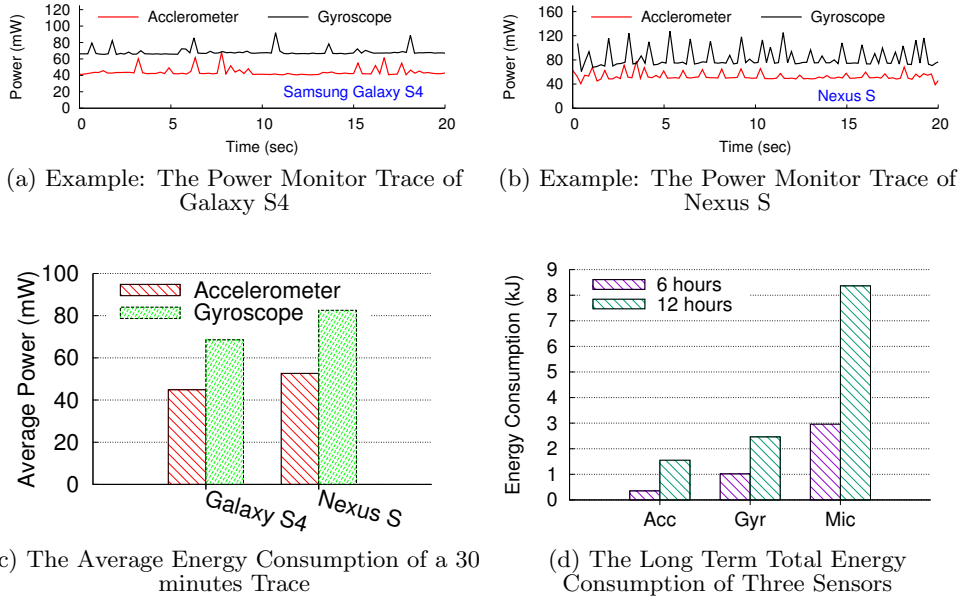 Acclerometer Gyroscope
Power (mW)
120
100
80
60
40
20
0
Samsung Galaxy S4
0 5 10 15 20
Time (sec)
(a) Example: The Power Monitor Trace of
Galaxy S4
Acclerometer Gyroscope
Power (mW)
160
120
80
40
0
Nexus S
0 5 10 15 20
Time (sec)
(b) Example: The Power Monitor Trace of
Nexus S
Average Power (mW)
100
80
60
40
20
0
Accelerometer
Gyroscope
Galaxy S4 Nexus S
c) The Average Energy Consumption of a 30
minutes Trace
Energy Consumption (kJ)
9
8
7
6
5
4
3
2
1
0
6 hours
12 hours
Acc Gyr Mic
(d) The Long Term Total Energy
Consumption of Three Sensors